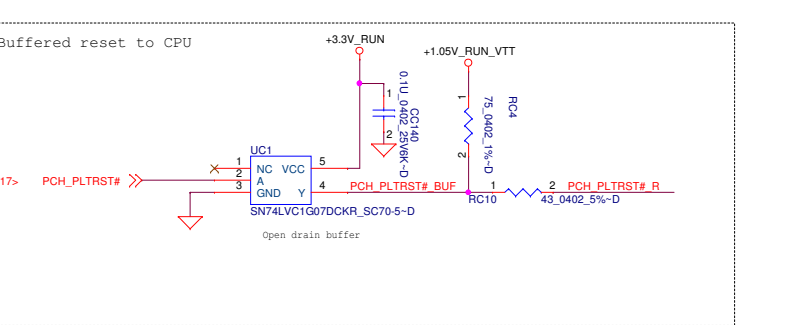 Buffered reset to CPU
+3.3V_RUN
+1.05V_RUN_VTT
1
2
0.1U_0402_25V6K~D
CC140
1
2
75_0402_1%~D
RC4
UC1
17>
PCH_PLTRST#
1
2
3
NC
VCC
A
GND
Y
5
4
PCH_PLTRST#_BUF
RC10
1
2
PCH_PLTRST#_R
43_0402_5%~D
SN74LVC1G07DCKR_SC70-5~D
Open drain buffer